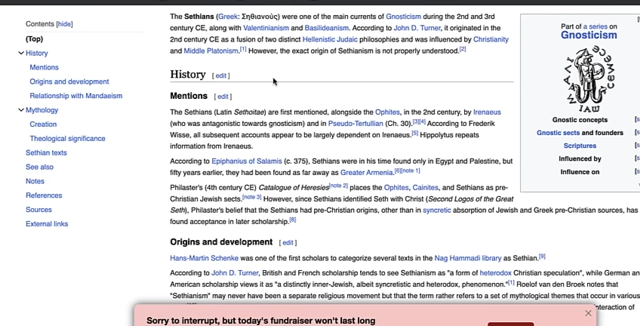 Contents [hide]
(Top)
History
Mentions
Origins and development
Relationship with Mandaeism
Mythology
Creation
Theological significance
Sethian texts
See also
Notes
References
Sources
External links
The Sethians (Greek: Σηθιανοί) were one of the main currents of Gnosticism during the 2nd and 3rd
century CE, along with Valentinianism and Basilideanism. According to John D. Turner, it originated in the
2nd century CE as a fusion of two distinct Hellenistic Judaic philosophies and was influenced by Christianity
and Middle Platonism.[1] However, the exact origin of Sethianism is not properly understood.[2]
History [ edit ]
Mentions [ edit ]
The Sethians (Latin Sethoitae) are first mentioned, alongside the Ophites, in the 2nd century, by Irenaeus
(who was antagonistic towards gnosticism) and in Pseudo-Tertullian (Ch. 30).[3][4] According to Frederik
Wisse, all subsequent accounts appear to be largely dependent on Irenaeus.[5] Hippolytus repeats
information from Irenaeus.
According to Epiphanius of Salamis (c. 375), Sethians were in his time found only in Egypt and Palestine, but
fifty years earlier, they had been found as far away as Greater Armenia.[6][note 1]
Philaster's (4th century CE) Catalogue of Heresies[note 2] places the Ophites, Cainites, and Sethians as pre-
Christian Jewish sects.[note 3] However, since Sethians identified Seth with Christ (Second Logos of the Great
Seth), Philaster's belief that the Sethians had pre-Christian origins, other than in syncretic absorption of Jewish and Greek pre-Christian sources, has
found acceptance in later scholarship.[8]
Origins and development [ edit ]
Hans-Martin Schenke was one of the first scholars to categorize several texts in the Nag Hammadi library as Sethian.[9]
According to John D. Turner, British and French scholarship tends to see Sethianism as "a form of heterodox Christian speculation", while German an
American scholarship views it as "a distinctly inner-Jewish, albeit syncretistic and heterodox, phenomenon."[1] Roelof van den Broek notes that
"Sethianism" may never have been a separate religious movement but that the term rather refers to a set of mythological themes that occur in various
interaction of
Part of a series on
Gnosticism
ΙΑΩ
Gnostic concepts
Gnostic sects and founders
Scriptures
Influenced by
Influence on
Sorry to interrupt, but today's fundraiser won't last long